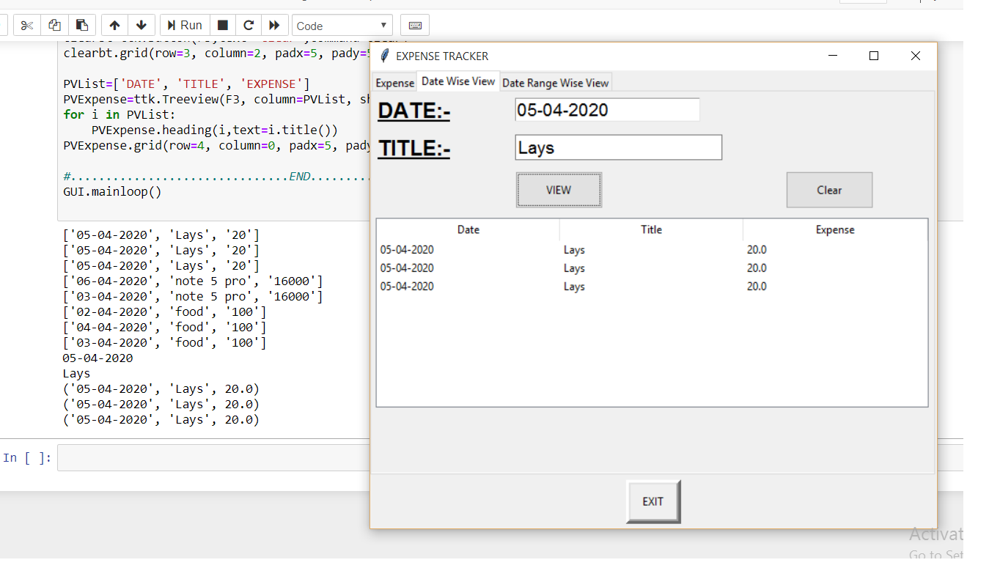 Run
Code
clearbt.grid(row=3, column=2, padx=5, pady=5
PVList=['DATE', 'TITLE', 'EXPENSE']
PVExpense=ttk.Treeview(F3, column=PVList, sh
for i in PVList:
PVExpense.heading(i,text=i.title())
PVExpense.grid(row=4, column=0, padx=5, pady
#...............................END.........
GUI.mainloop()
['05-04-2020', 'Lays', '20']
['05-04-2020', 'Lays', '20']
['05-04-2020', 'Lays', '20']
['06-04-2020', 'note 5 pro', '16000']
['03-04-2020', 'note 5 pro', '16000']
['02-04-2020', 'food', '100']
['04-04-2020', 'food', '100']
['03-04-2020', 'food', '100']
05-04-2020
Lays
('05-04-2020', 'Lays', 20.0)
('05-04-2020', 'Lays', 20.0)
('05-04-2020', 'Lays', 20.0)
In [ ]:
EXPENSE TRACKER
Expense Date Wise View Date Range Wise View
DATE:- 05-04-2020
TITLE:- Lays
VIEW Clear
Date Title Expense
05-04-2020 Lays 20.0
05-04-2020 Lays 20.0
05-04-2020 Lays 20.0
EXIT
Activat
Go to Set